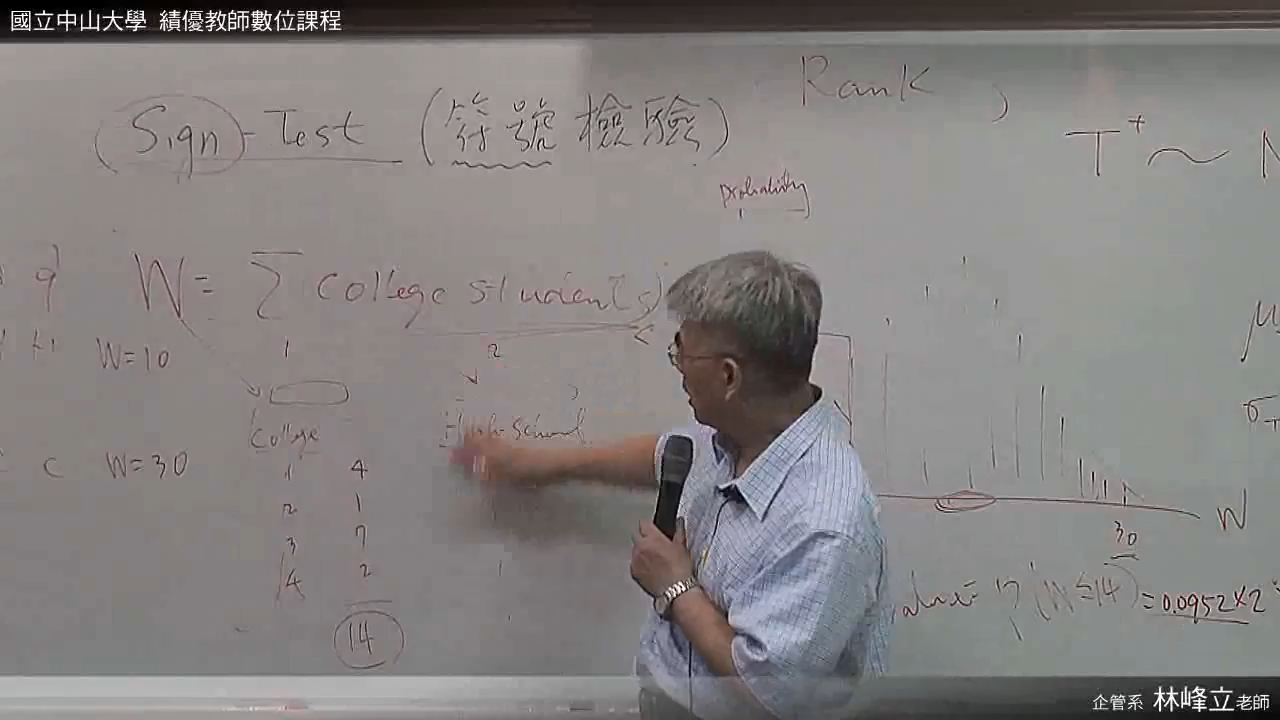 國立中山大學 績優教師數位課程
Sign-Test (符號檢驗)
Rank
T⁺ ~ N
probability
W = Σ college students
W=10
1
2
College
High-School
c W=30
1 4
2 1
3 7
4 2
14
30
W
(W≤14) = 0.0952×2
企管系 林峰立老師